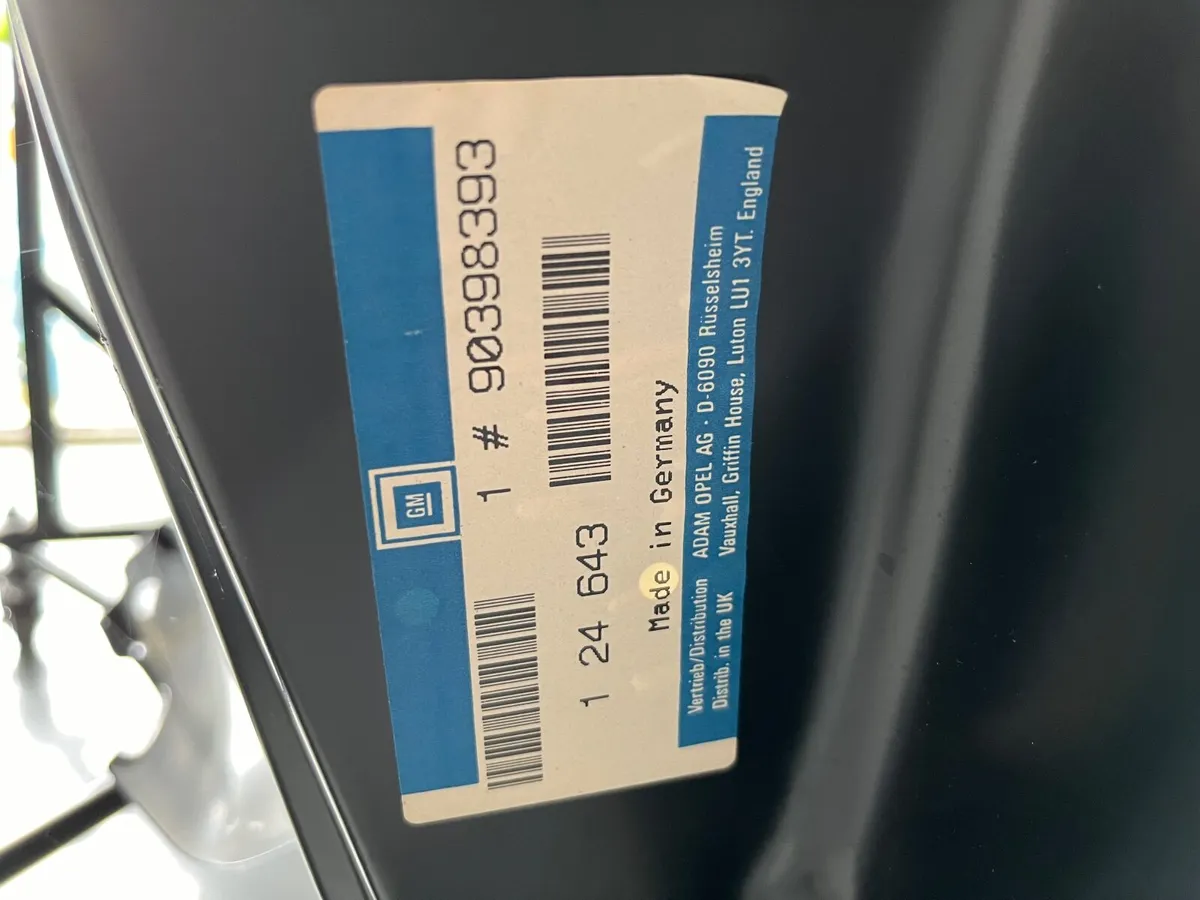 GM
1 # 90398393
1 24 643
Made in Germany
Vertrieb/Distribution ADAM OPEL AG · D-6090 Rüsselsheim
Distrib. in the UK Vauxhall, Griffin House, Luton LU1 3YT. England